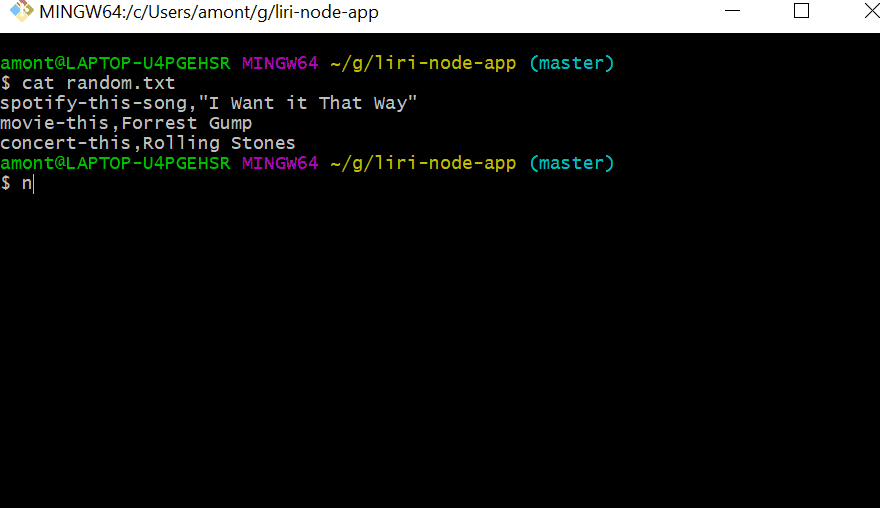 MINGW64:/c/Users/amont/g/liri-node-app
amont@LAPTOP-U4PGEHSR MINGW64 ~/g/liri-node-app (master)
$ cat random.txt
spotify-this-song,"I Want it That Way"
movie-this,Forrest Gump
concert-this,Rolling Stones
amont@LAPTOP-U4PGEHSR MINGW64 ~/g/liri-node-app (master)
$ n